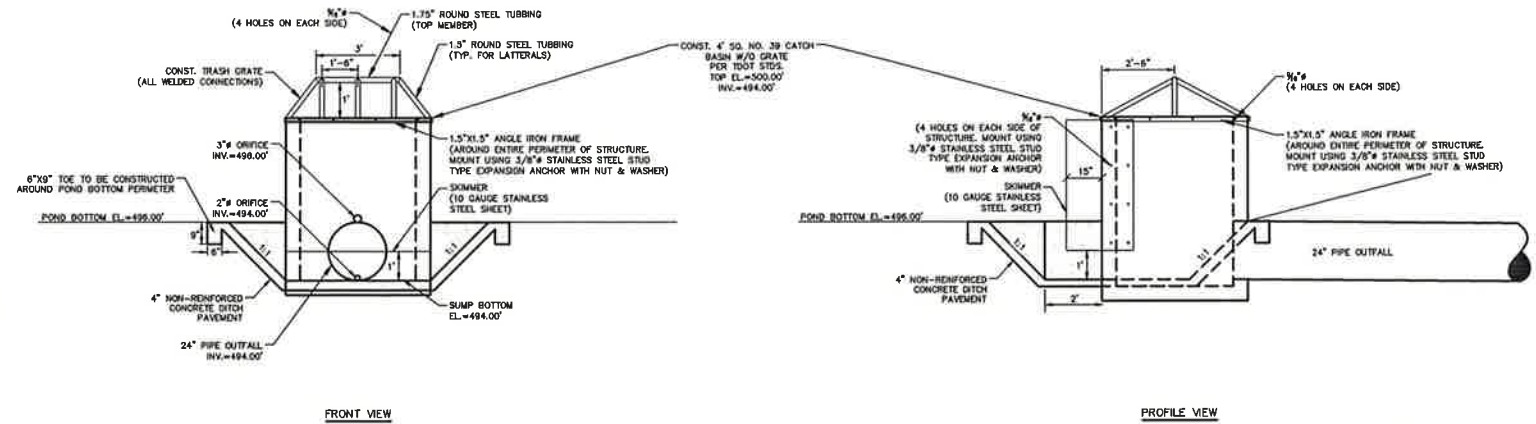 9/16"ø
(4 HOLES ON EACH SIDE)
1.75" ROUND STEEL TUBBING
(TOP MEMBER)
3'
1'-6"
1'
1.5" ROUND STEEL TUBBING
(TYP. FOR LATTERALS)
CONST. TRASH GRATE
(ALL WELDED CONNECTIONS)
CONST. 4' SQ. NO. 39 CATCH
BASIN W/O GRATE
PER TDOT STDS.
TOP EL.=500.00'
INV.=494.00'
1.5"X1.5" ANGLE IRON FRAME
(AROUND ENTIRE PERIMETER OF STRUCTURE.
MOUNT USING 3/8"ø STAINLESS STEEL STUD
TYPE EXPANSION ANCHOR WITH NUT & WASHER)
3"ø ORIFICE
INV.=496.00'
6"X9" TOE TO BE CONSTRUCTED
AROUND POND BOTTOM PERIMETER
2"ø ORIFICE
INV.=494.00'
SKIMMER
(10 GAUGE STAINLESS
STEEL SHEET)
POND BOTTOM EL.=496.00'
9"
6"
1:1
1:1
1'
4" NON-REINFORCED
CONCRETE DITCH
PAVEMENT
SUMP BOTTOM
EL.=494.00'
24" PIPE OUTFALL
INV.=494.00'
FRONT VIEW
2'-6"
9/16"ø
(4 HOLES ON EACH SIDE)
9/16"ø
(4 HOLES ON EACH SIDE OF
STRUCTURE. MOUNT USING
3/8"ø STAINLESS STEEL STUD
TYPE EXPANSION ANCHOR
WITH NUT & WASHER)
1.5"X1.5" ANGLE IRON FRAME
(AROUND ENTIRE PERIMETER OF STRUCTURE.
MOUNT USING 3/8"ø STAINLESS STEEL STUD
TYPE EXPANSION ANCHOR WITH NUT & WASHER)
15"
SKIMMER
(10 GAUGE STAINLESS
STEEL SHEET)
POND BOTTOM EL.=496.00'
1:1
1:1
1'
24" PIPE OUTFALL
4" NON-REINFORCED
CONCRETE DITCH
PAVEMENT
2'
PROFILE VIEW